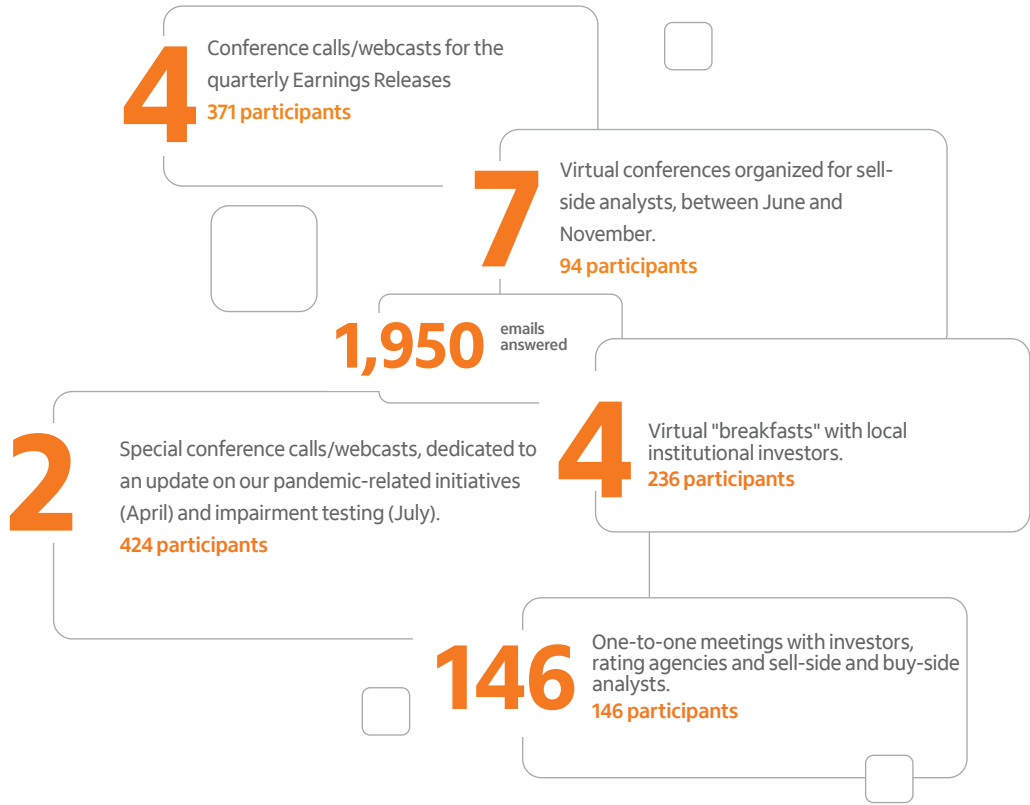 4
Conference calls/webcasts for the
quarterly Earnings Releases
371 participants
7
Virtual conferences organized for sell-
side analysts, between June and
November.
94 participants
1,950
emails
answered
4
Virtual "breakfasts" with local
institutional investors.
236 participants
2
Special conference calls/webcasts, dedicated to
an update on our pandemic-related initiatives
(April) and impairment testing (July).
424 participants
146
One-to-one meetings with investors,
rating agencies and sell-side and buy-side
analysts.
146 participants